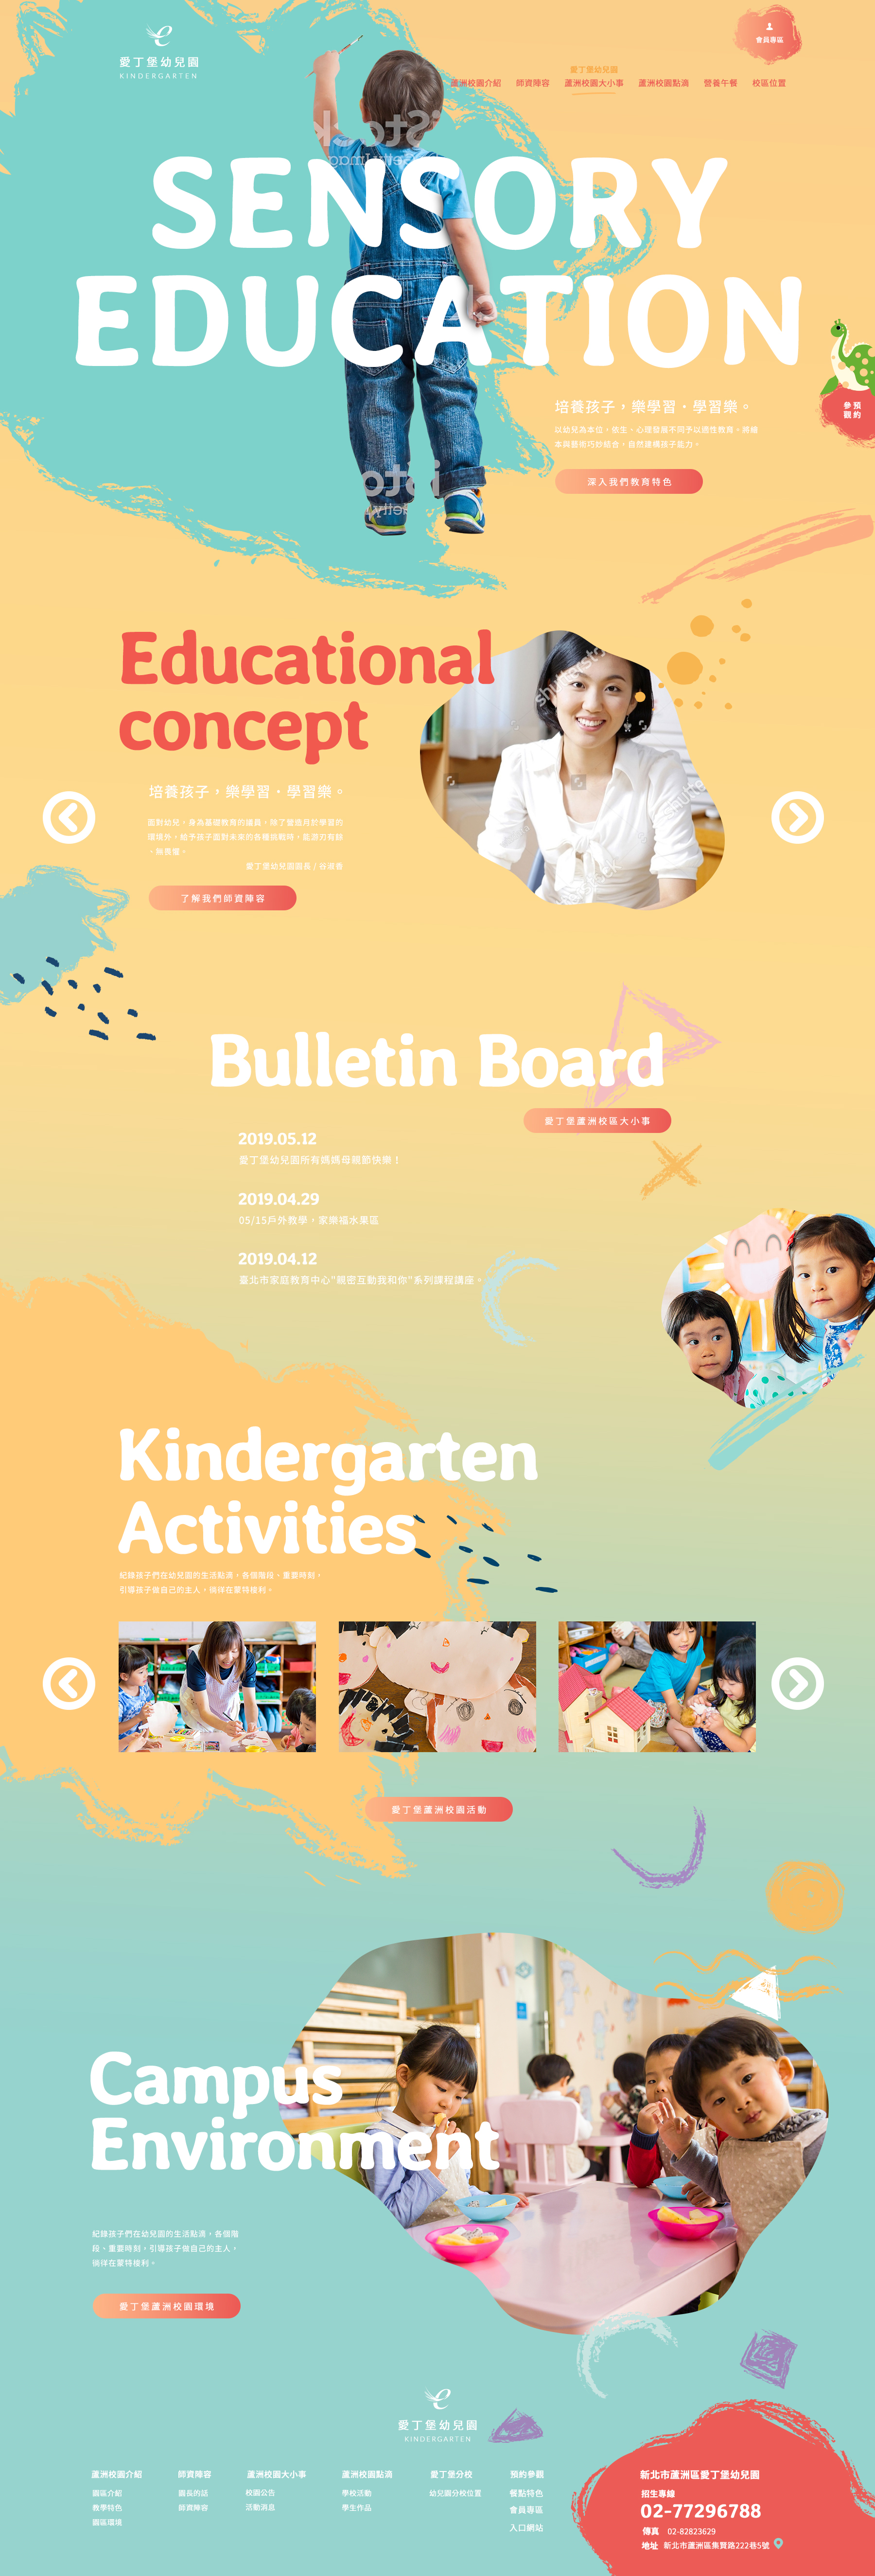 愛丁堡幼兒園
KINDERGARTEN
會員專區
愛丁堡幼兒園
蘆洲校園介紹 師資陣容 蘆洲校園大小事 蘆洲校園點滴 營養午餐 校區位置
SENSORY
EDUCATION
參預
觀約
培養孩子，樂學習・學習樂。
以幼兒為本位，依生、心理發展不同予以適性教育。將繪
本與藝術巧妙結合，自然建構孩子能力。
深入我們教育特色
Educational
concept
培養孩子，樂學習・學習樂。
面對幼兒，身為基礎教育的據員，除了營造月於學習的
環境外，給予孩子面對未來的各種挑戰時，能游刃有餘
、無畏懼。
愛丁堡幼兒園園長 / 谷湘會
了解我們師資陣容
Bulletin Board
愛丁堡蘆洲校區大小事
2019.05.12
愛丁堡幼兒園所有媽媽母親節快樂！
2019.04.29
05/15戶外教學，家樂福水果區
2019.04.12
臺北市家庭教育中心"親密互動我和你"系列課程講座。
Kindergarten
Activities
紀錄孩子們在幼兒園的生活點滴，各個階段、重要時刻，
引導孩子做自己的主人，徜徉在蒙特梭利。
愛丁堡蘆洲校園活動
Campus
Environment
紀錄孩子們在幼兒園的生活點滴，各個階
段、重要時刻，引導孩子做自己的主人，
徜徉在蒙特梭利。
愛丁堡蘆洲校園環境
愛丁堡幼兒園
KINDERGARTEN
蘆洲校園介紹 師資陣容 蘆洲校園大小事 蘆洲校園點滴 愛丁堡分校 預約參觀
園區介紹 園長的話 校園公告 學校活動 幼兒園分校位置 餐點特色
教學特色 師資陣容 活動消息 學生作品 會員專區
園區環境 入口網站
新北市蘆洲區愛丁堡幼兒園
招生專線
02-77296788
傳真 02-82823629
地址 新北市蘆洲區集賢路222巷5號